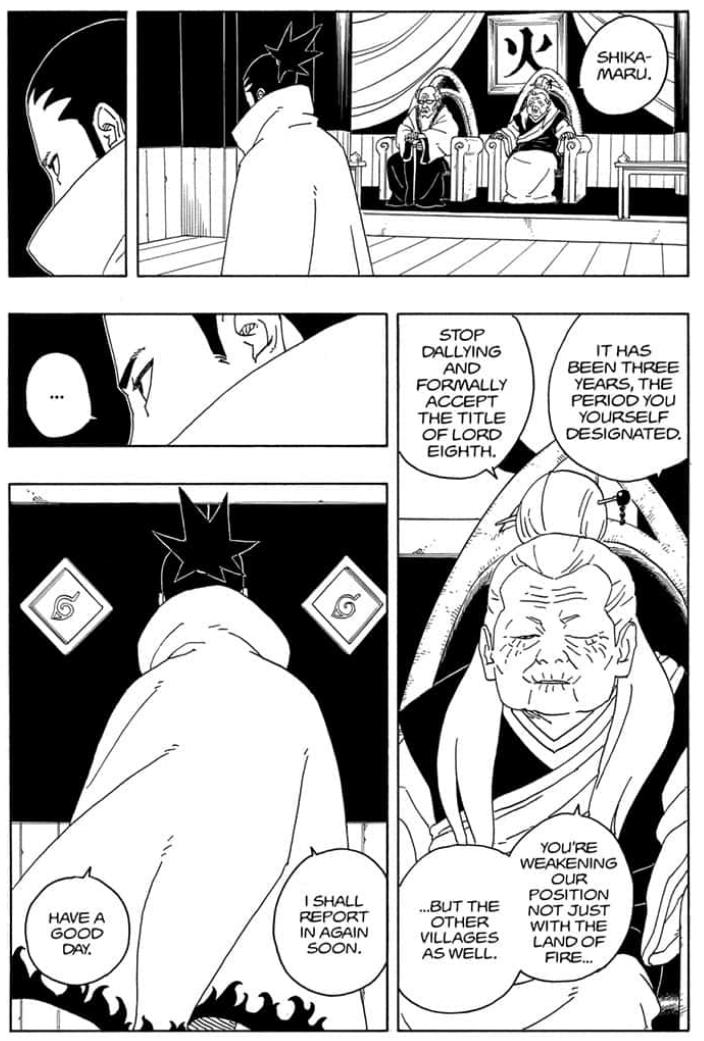 SHIKA-
MARU.
火
IT HAS
BEEN THREE
YEARS, THE
PERIOD YOU
YOURSELF
DESIGNATED.
STOP
DALLYING
AND
FORMALLY
ACCEPT
THE TITLE
OF LORD
EIGHTH.
...
YOU'RE
WEAKENING
OUR
POSITION
NOT JUST
WITH THE
LAND OF
FIRE...
...BUT THE
OTHER
VILLAGES
AS WELL.
I SHALL
REPORT
IN AGAIN
SOON.
HAVE A
GOOD
DAY.